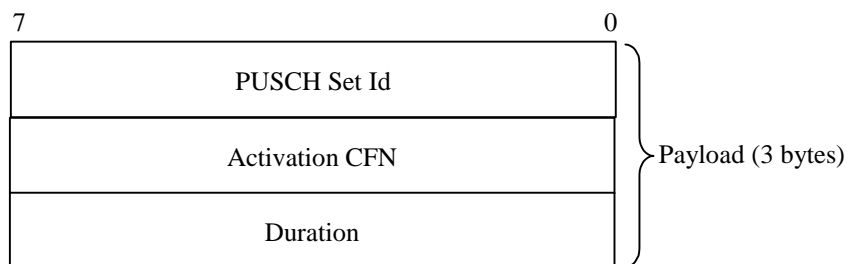 7 0
PUSCH Set Id
Activation CFN
Payload (3 bytes)
Duration